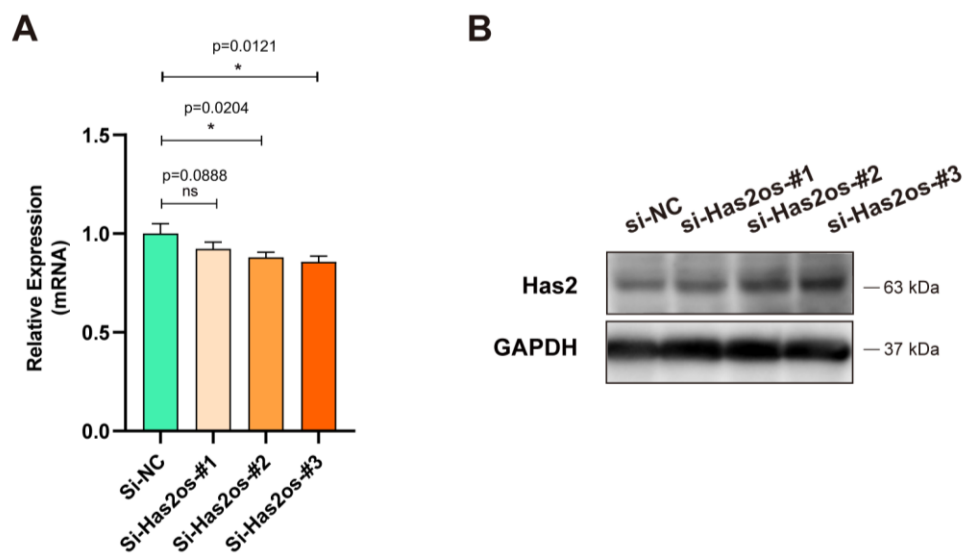 A
p=0.0121
*
p=0.0204
*
p=0.0888
ns
1.5
1.0
0.5
0.0
Relative Expression
(mRNA)
Si-NC
Si-Has2os-#1
Si-Has2os-#2
Si-Has2os-#3
B
si-NC
si-Has2os-#1
si-Has2os-#2
si-Has2os-#3
Has2
63 kDa
GAPDH
37 kDa